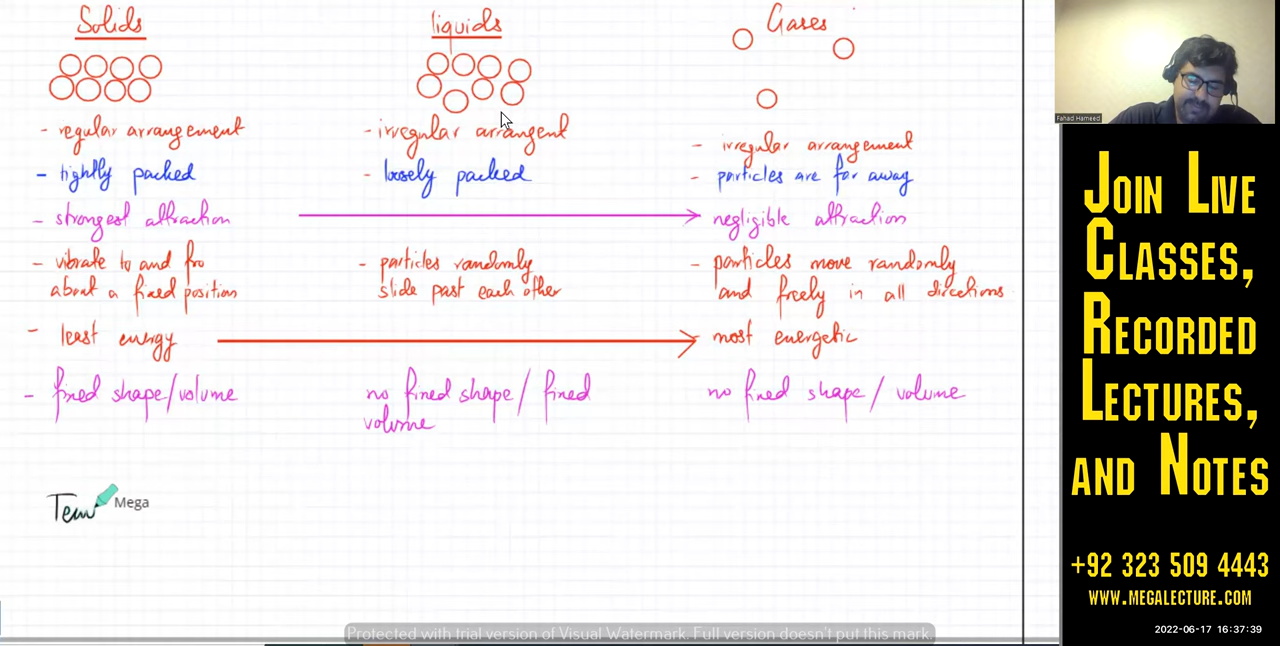 Solids
liquids
Gases
- regular arrangement
- irregular arrangent
- irregular arrangement
- tightly packed
- loosely packed
- particles are far away
- strongest attraction
negligible attraction
- vibrate to and fro
about a fixed position
- particles randomly
slide past each other
- particles move randomly
and freely in all directions
- least energy
- most energetic
- fixed shape/volume
no fixed shape / fixed
volume
no fixed shape / volume
Tem
Mega
Fahad Hameed
JOIN LIVE
CLASSES,
RECORDED
LECTURES,
AND NOTES
+92 323 509 4443
WWW.MEGALECTURE.COM
2022-06-17 16:37:39
Protected with trial version of Visual Watermark. Full version doesn't put this mark.